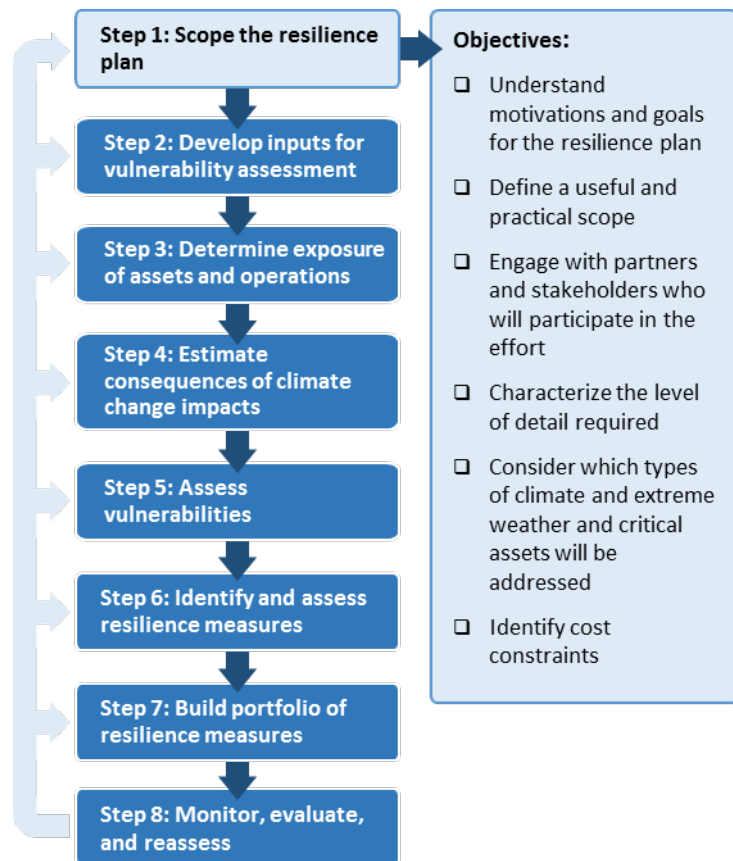 Step 1: Scope the resilience
plan
Step 2: Develop inputs for
vulnerability assessment
Step 3: Determine exposure
of assets and operations
Step 4: Estimate
consequences of climate
change impacts
Step 5: Assess
vulnerabilities
Step 6: Identify and assess
resilience measures
Step 7: Build portfolio of
resilience measures
Step 8: Monitor, evaluate,
and reassess
Objectives:
Understand
motivations and goals
for the resilience plan
Define a useful and
practical scope
Engage with partners
and stakeholders who
will participate in the
effort
Characterize the level
of detail required
Consider which types
of climate and extreme
weather and critical
assets will be
addressed
Identify cost
constraints